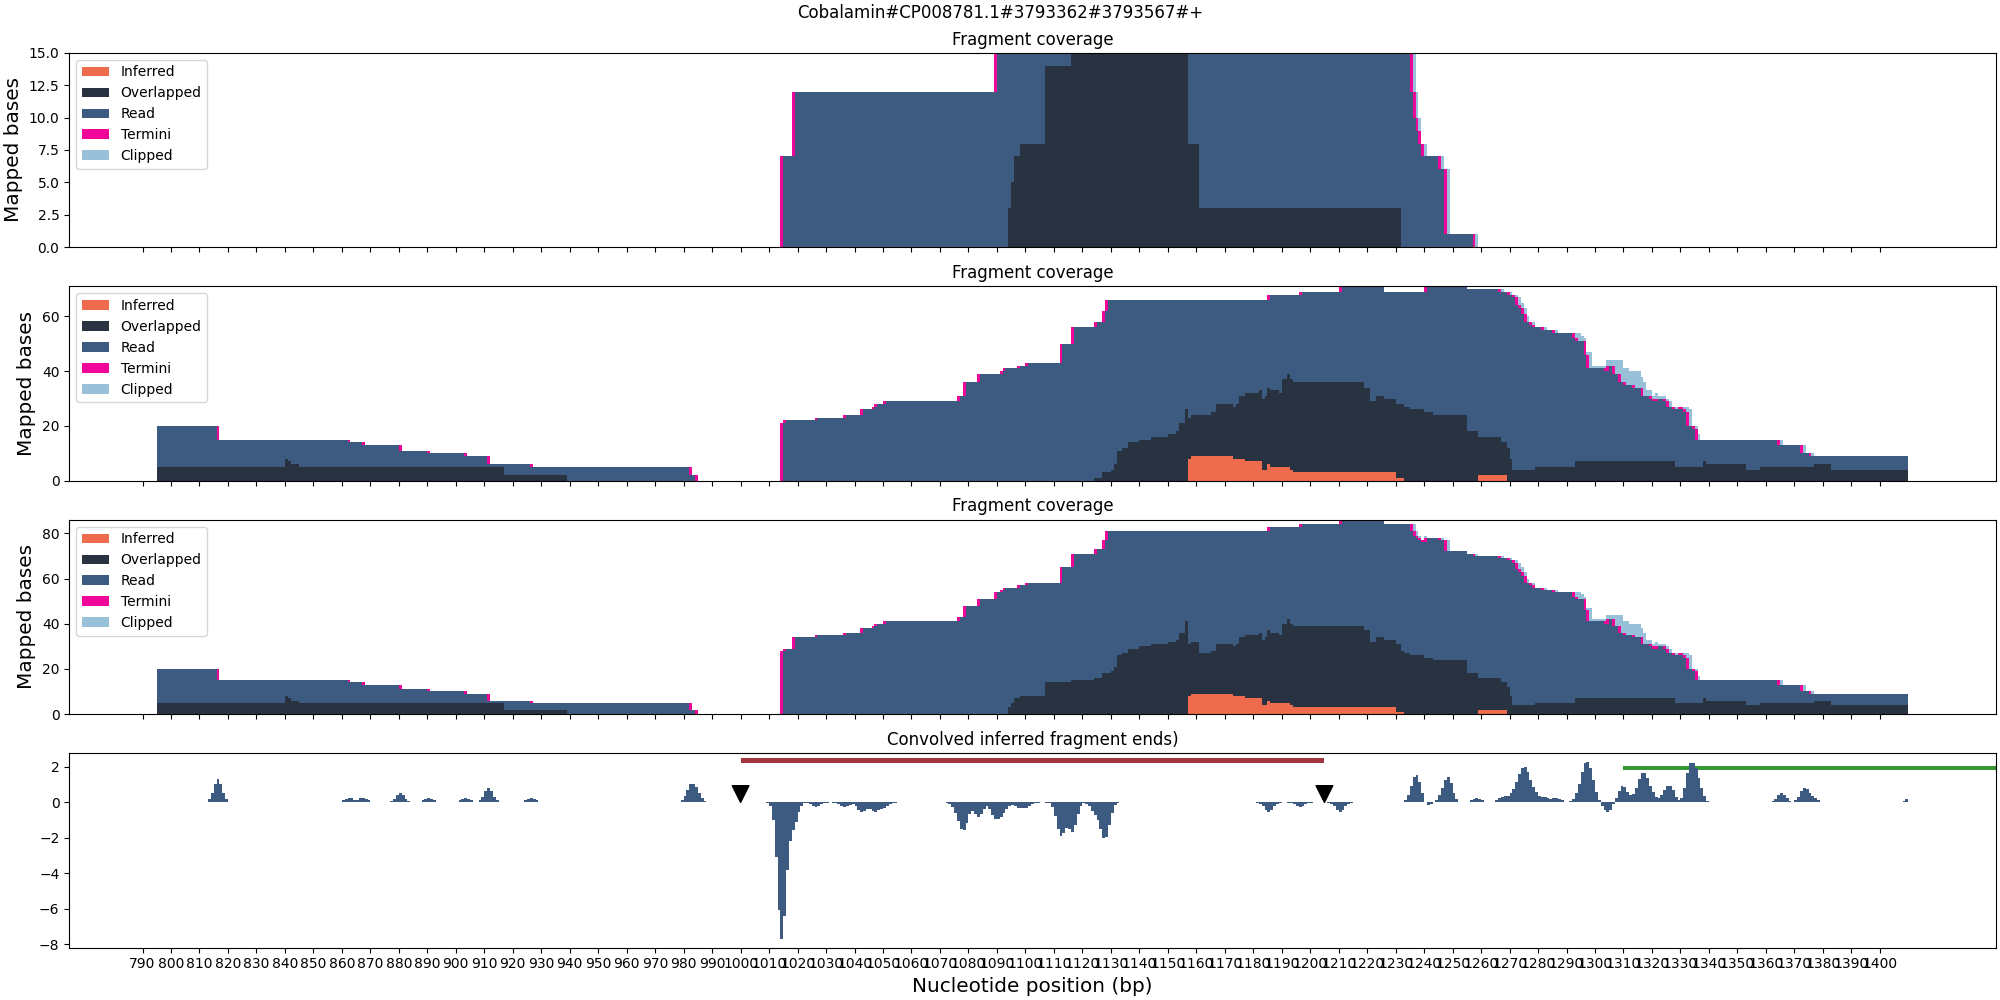 Cobalamin#CP008781.1#3793362#3793567#+
Fragment coverage
Mapped bases
15.0
12.5
10.0
7.5
5.0
2.5
0.0
Inferred
Overlapped
Read
Termini
Clipped
Fragment coverage
Mapped bases
60
40
20
0
Inferred
Overlapped
Read
Termini
Clipped
Fragment coverage
Mapped bases
80
60
40
20
0
Inferred
Overlapped
Read
Termini
Clipped
Convolved inferred fragment ends)
2
0
−2
−4
−6
−8
790 800 810 820 830 840 850 860 870 880 890 900 910 920 930 940 950 960 970 980 990 1000 1010 1020 1030 1040 1050 1060 1070 1080 1090 1100 1110 1120 1130 1140 1150 1160 1170 1180 1190 1200 1210 1220 1230 1240 1250 1260 1270 1280 1290 1300 1310 1320 1330 1340 1350 1360 1370 1380 1390 1400
Nucleotide position (bp)